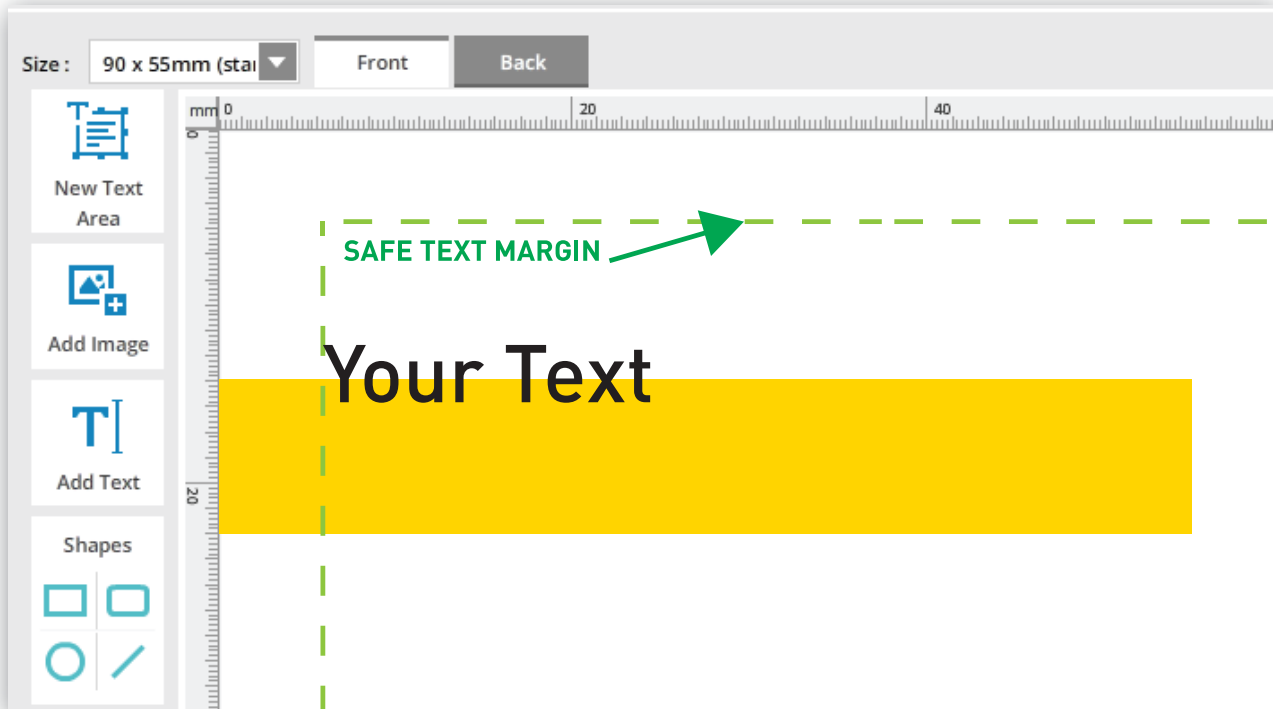 Size :
90 x 55mm (sta
Front
Back
mm 0 20 40
0
New Text
Area
SAFE TEXT MARGIN
Add Image
Your Text
Add Text
20
Shapes